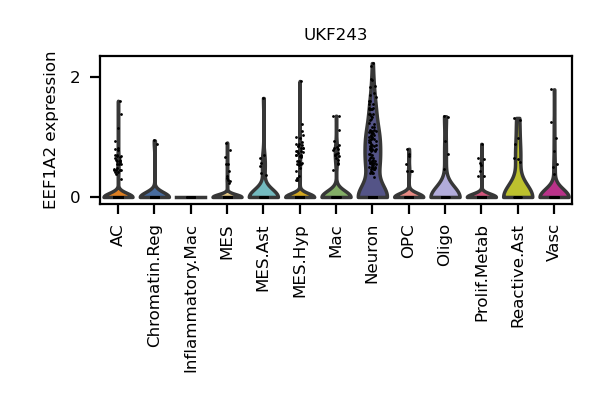 UKF243
EEF1A2 expression
2
0
AC
Chromatin.Reg
Inflammatory.Mac
MES
MES.Ast
MES.Hyp
Mac
Neuron
OPC
Oligo
Prolif.Metab
Reactive.Ast
Vasc